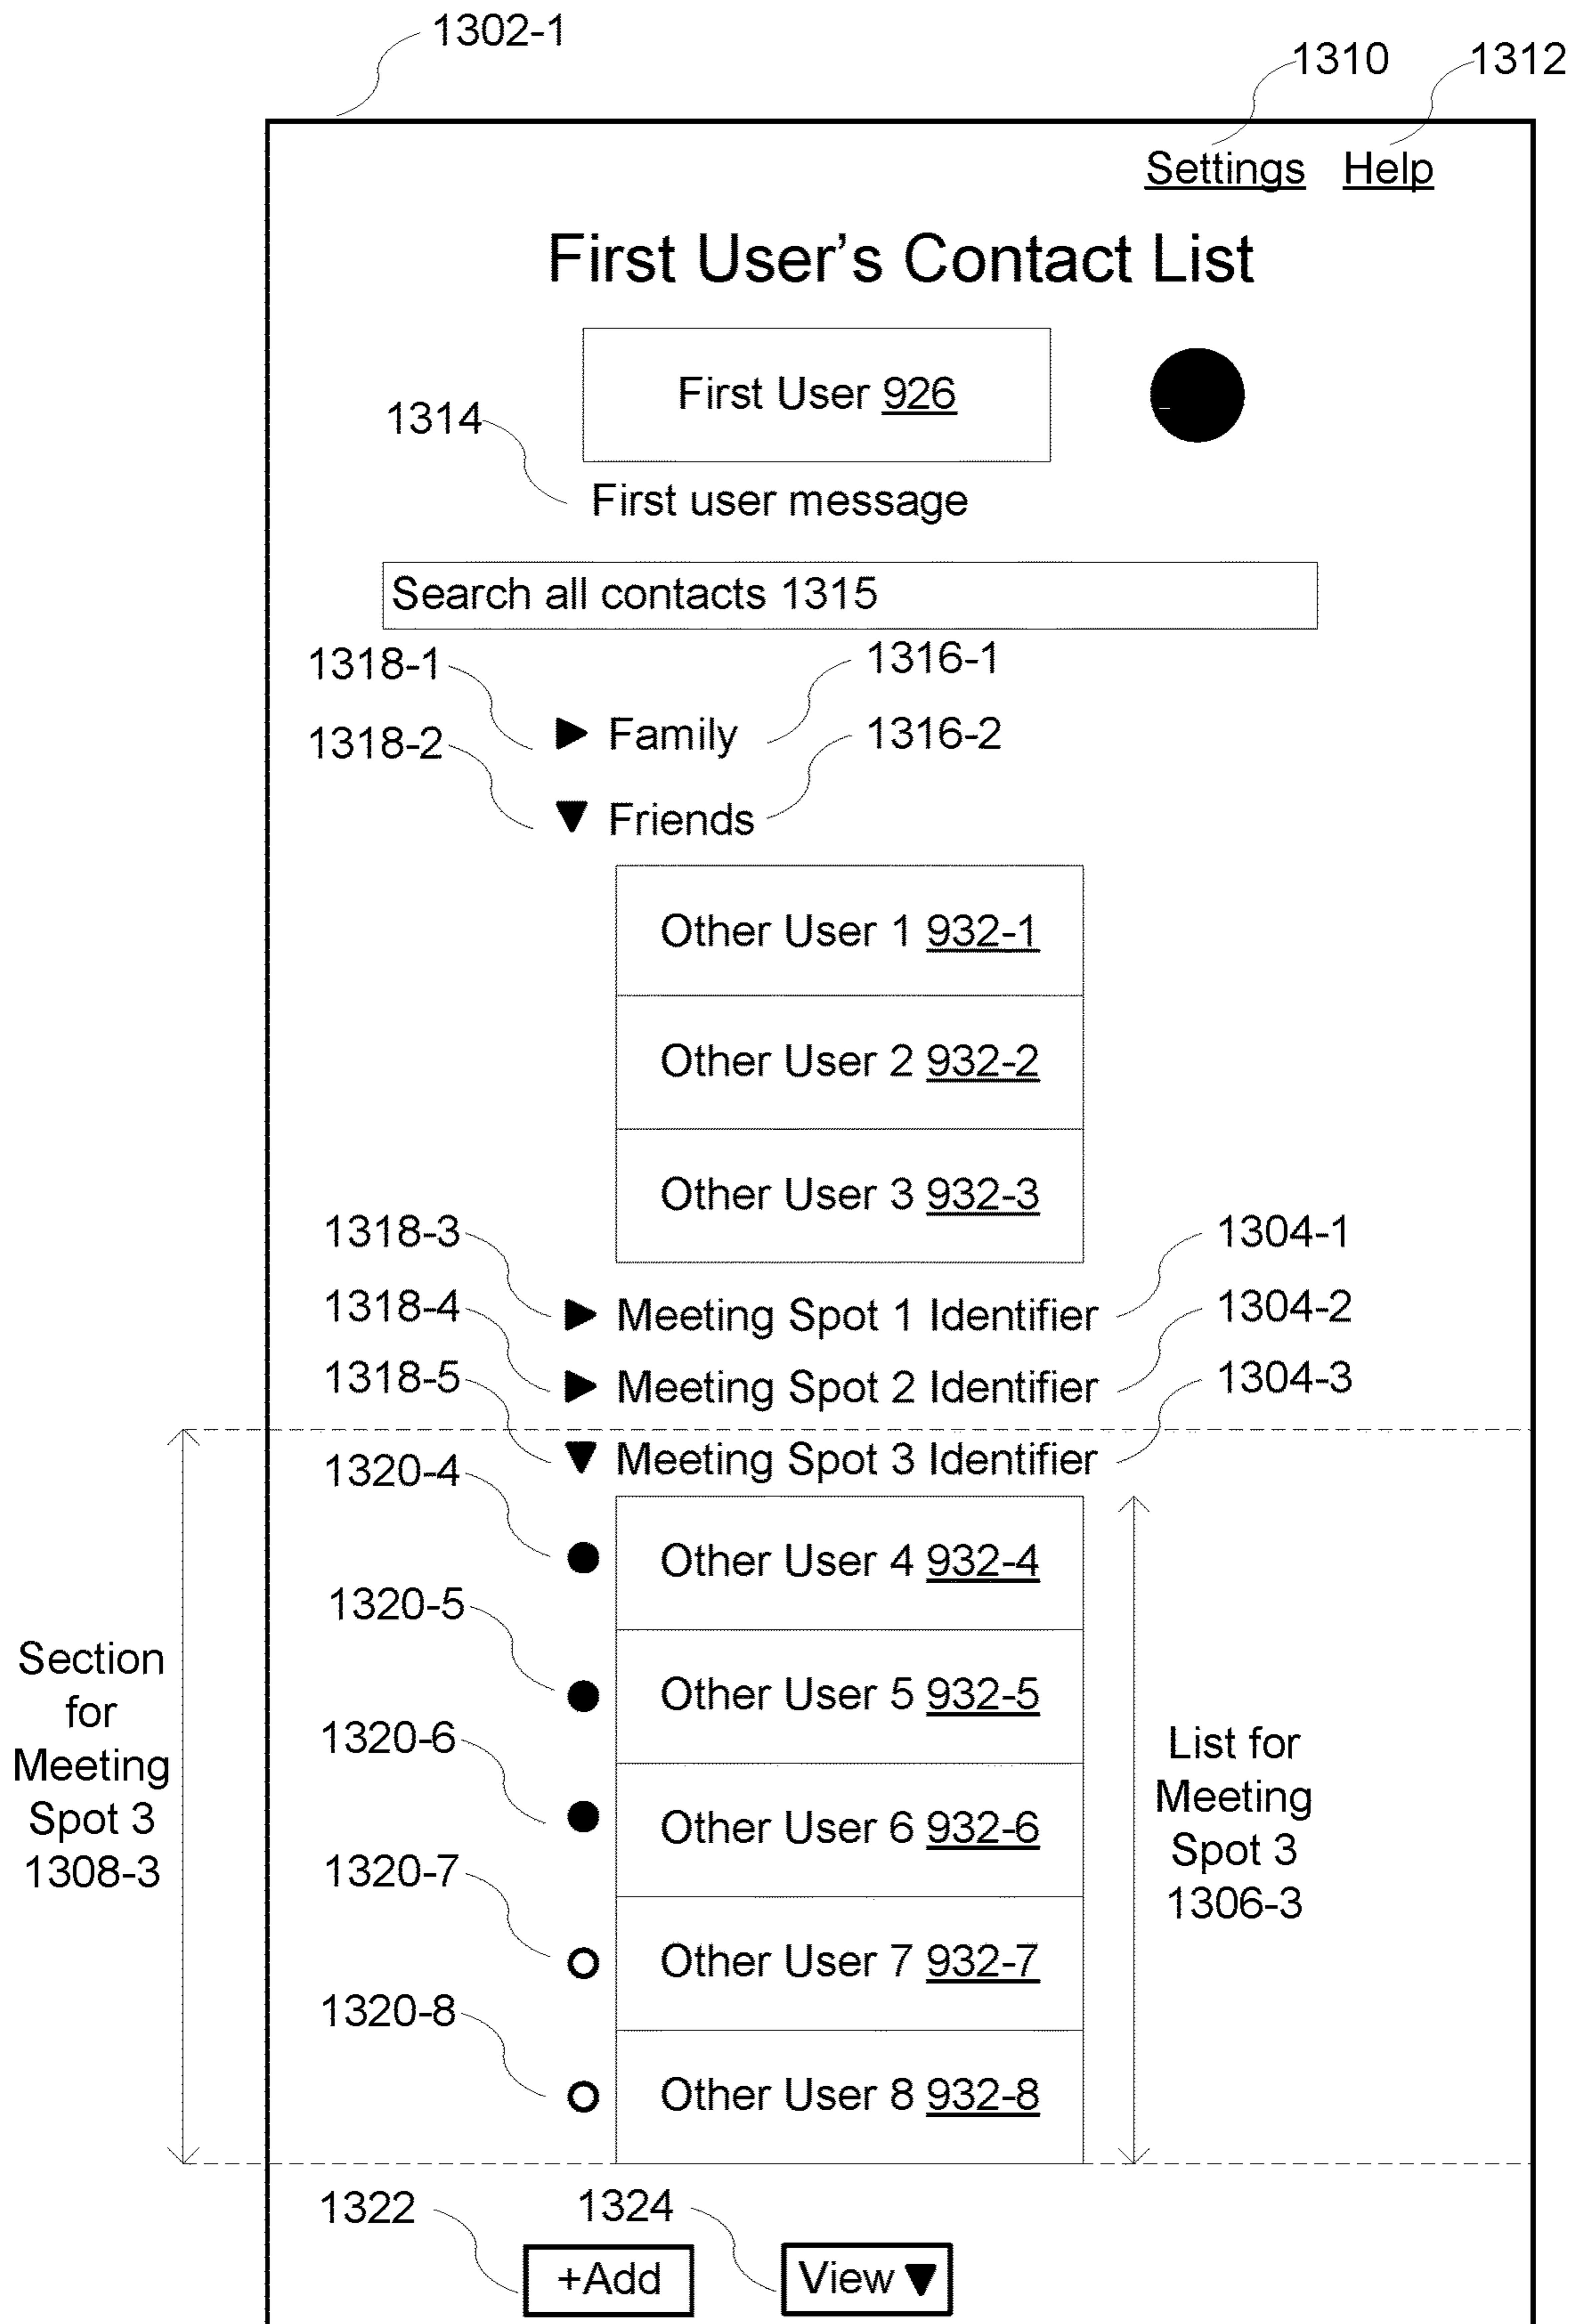 1302-1
1310
1312
Settings Help
First User's Contact List
First User 926
1314
First user message
Search all contacts 1315
1318-1
1316-1
Family
1318-2
1316-2
Friends
Other User 1 932-1
Other User 2 932-2
Other User 3 932-3
1318-3
1304-1
Meeting Spot 1 Identifier
1318-4
1304-2
Meeting Spot 2 Identifier
1318-5
1304-3
Meeting Spot 3 Identifier
1320-4
Other User 4 932-4
1320-5
Other User 5 932-5
1320-6
Other User 6 932-6
1320-7
Other User 7 932-7
1320-8
Other User 8 932-8
Section
for
Meeting
Spot 3
1308-3
List for
Meeting
Spot 3
1306-3
1322
+Add
1324
View